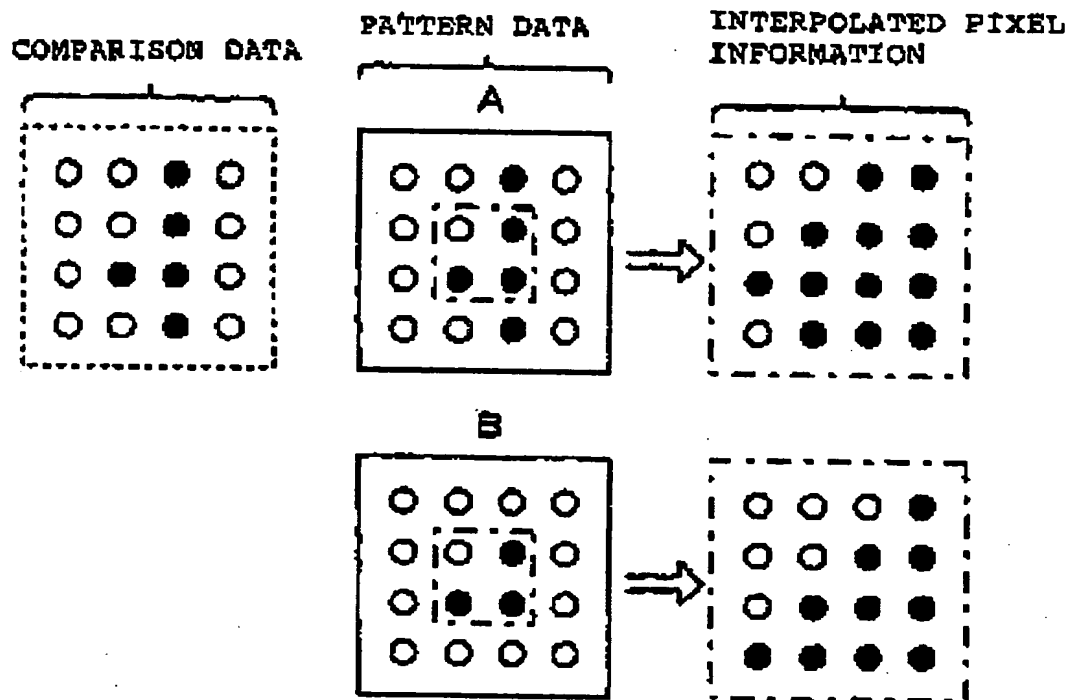 COMPARISON DATA
PATTERN DATA
INTERPOLATED PIXEL
INFORMATION
A
B